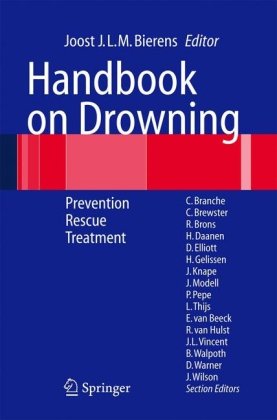 Joost J.L.M. Bierens Editor
Handbook
on Drowning
Prevention
Rescue
Treatment
C. Branche
C. Brewster
R. Brons
H. Daanen
D. Elliott
H. Gelissen
J. Knape
J. Modell
P. Pepe
L. Thijs
E. van Beeck
R. van Hulst
J.L. Vincent
B. Walpoth
D. Warner
J. Wilson
Section Editors
Springer